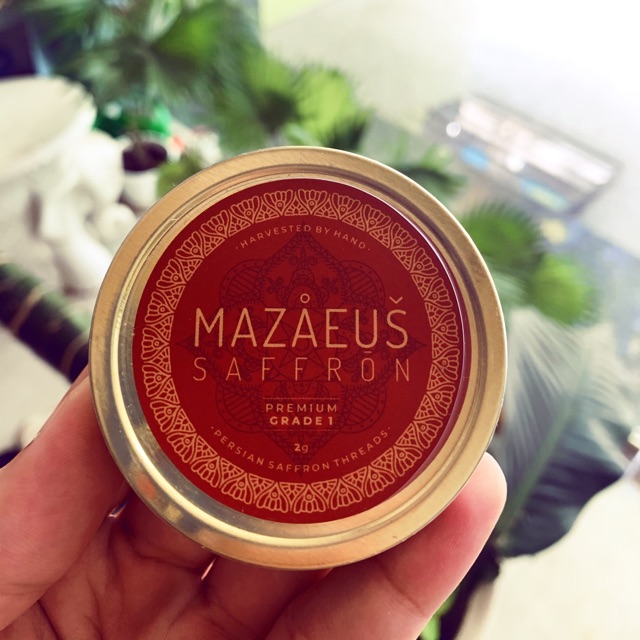 · HARVESTED BY HAND ·
MAZÅEUŠ
SAFFRŌN
PREMIUM
GRADE 1
2g
· PERSIAN SAFFRON THREADS ·